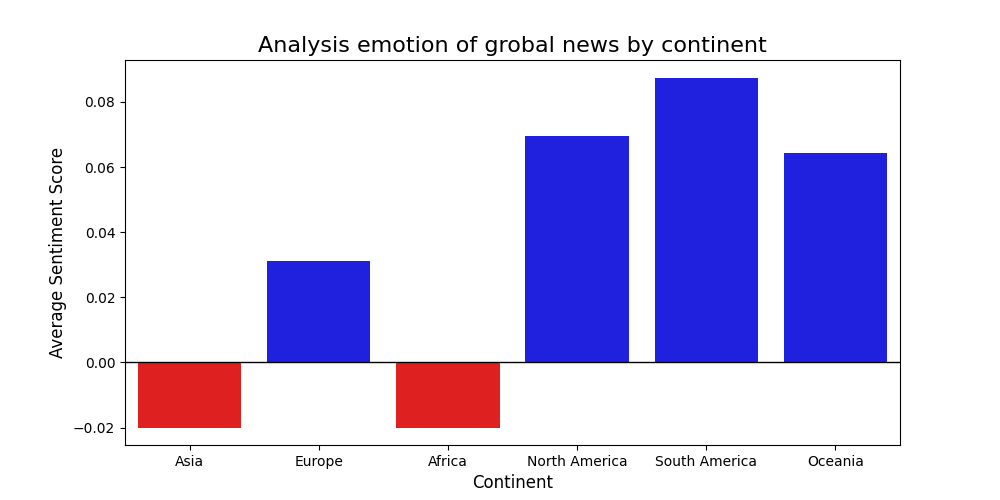 Analysis emotion of grobal news by continent
Average Sentiment Score
0.08
0.06
0.04
0.02
0.00
−0.02
Asia Europe Africa North America South America Oceania
Continent